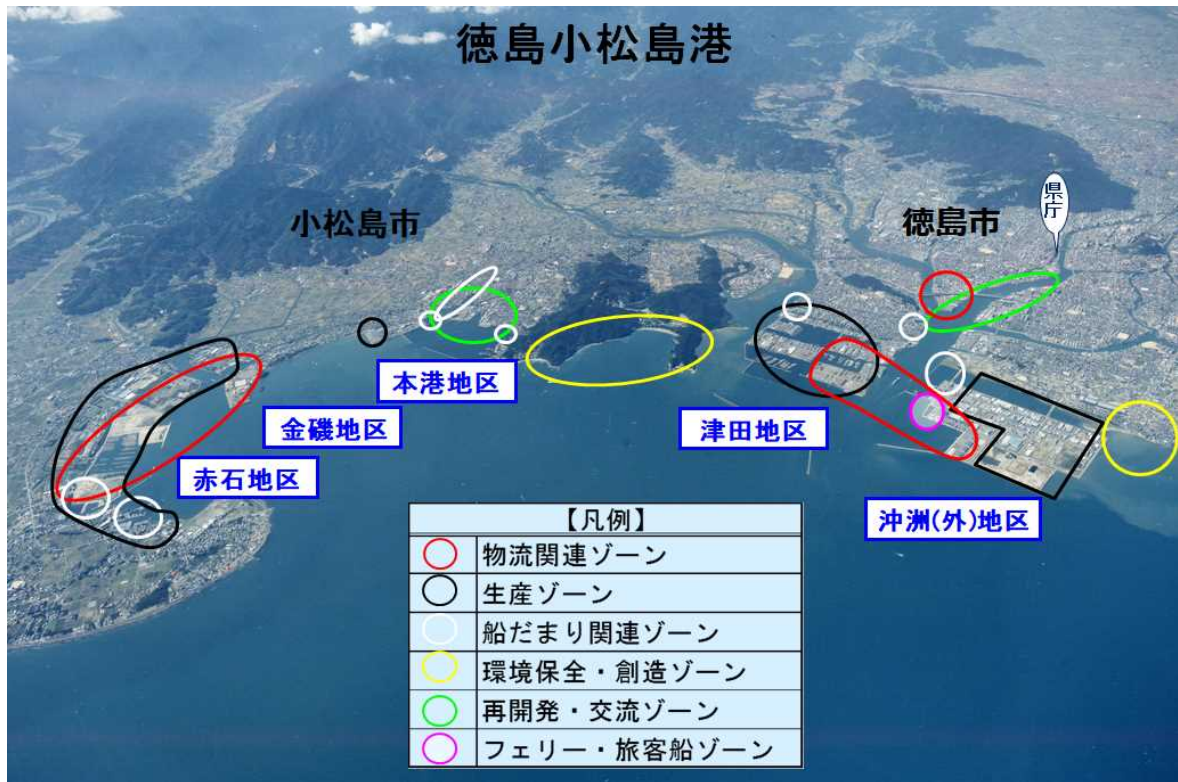 徳島小松島港
県庁
小松島市
徳島市
本港地区
金磯地区
津田地区
赤石地区
沖洲(外)地区
【凡例】
物流関連ゾーン
生産ゾーン
船だまり関連ゾーン
環境保全・創造ゾーン
再開発・交流ゾーン
フェリー・旅客船ゾーン